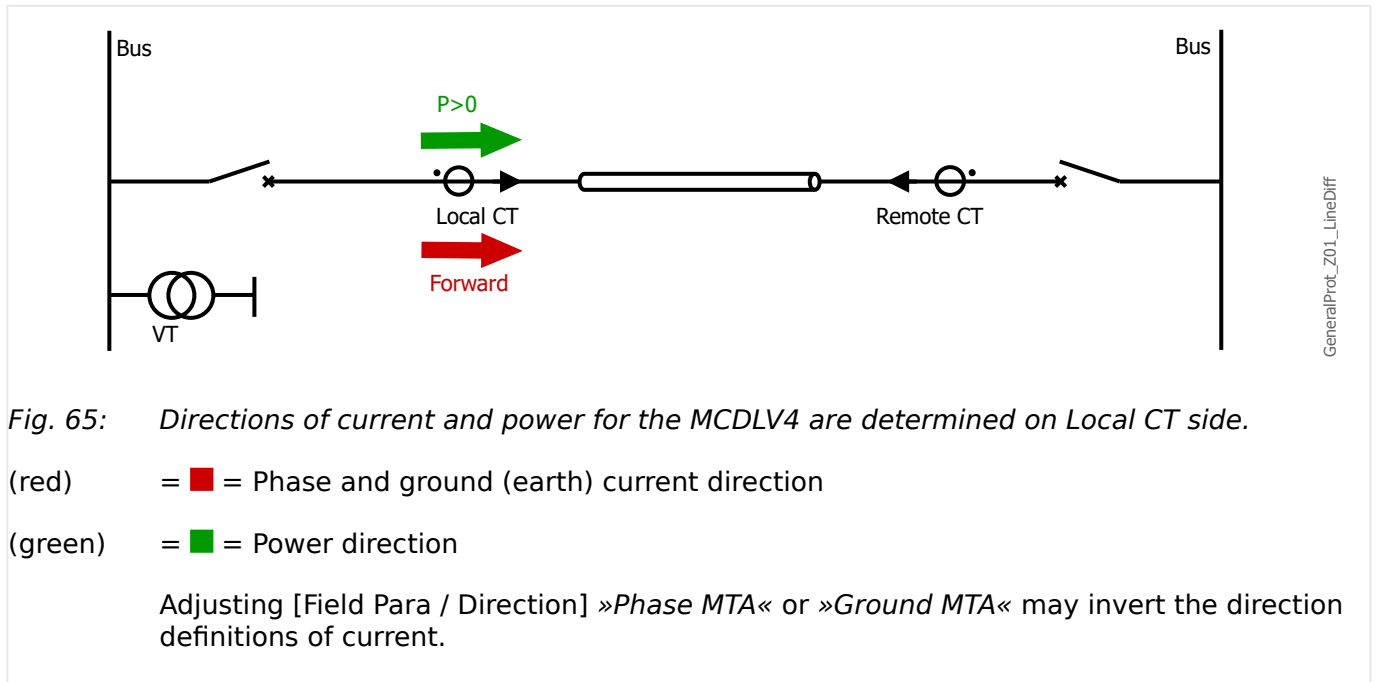 Bus
Bus
P>0
Local CT
Remote CT
Forward
VT
GeneralProt_Z01_LineDiff
Fig. 65: Directions of current and power for the MCDLV4 are determined on Local CT side.
(red) = ■ = Phase and ground (earth) current direction
(green) = ■ = Power direction
Adjusting [Field Para / Direction] »Phase MTA« or »Ground MTA« may invert the direction
definitions of current.